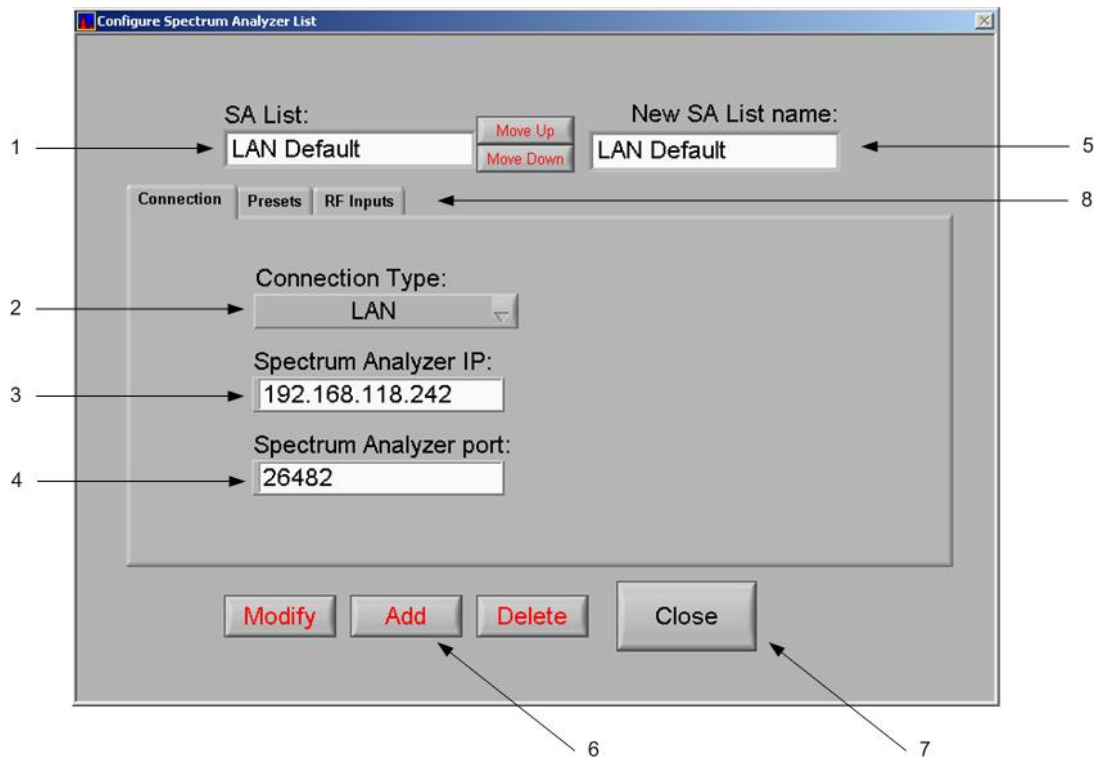 Configure Spectrum Analyzer List
SA List:
New SA List name:
1
LAN Default
Move Up
Move Down
LAN Default
5
Connection
Presets
RF Inputs
8
Connection Type:
2
LAN
Spectrum Analyzer IP:
3
192.168.118.242
Spectrum Analyzer port:
4
26482
Modify
Add
Delete
Close
6
7